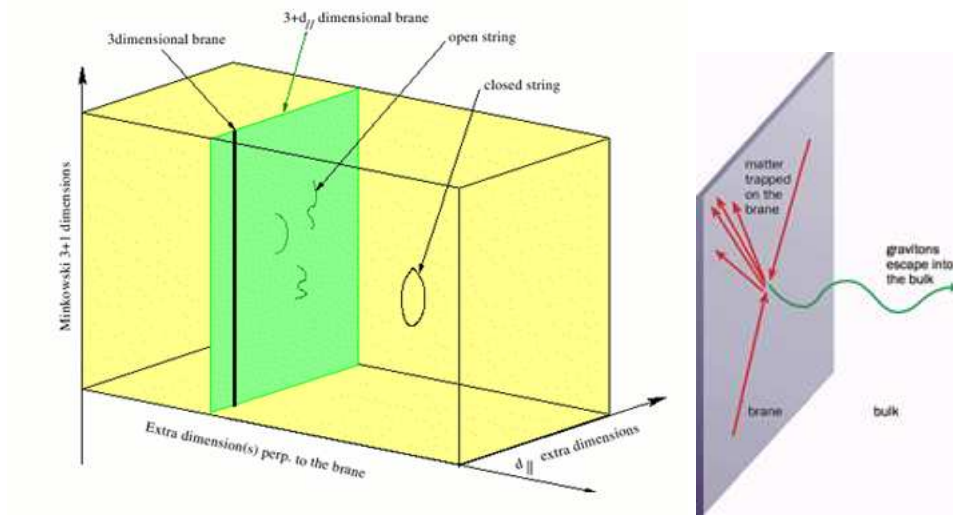 3+d// dimensional brane
3dimensional brane
open string
closed string
Minkowski 3+1 dimensions
Extra dimension(s) perp. to the brane
d || extra dimensions
matter
trapped
on the
brane
gravitons
escape into
the bulk
brane
bulk